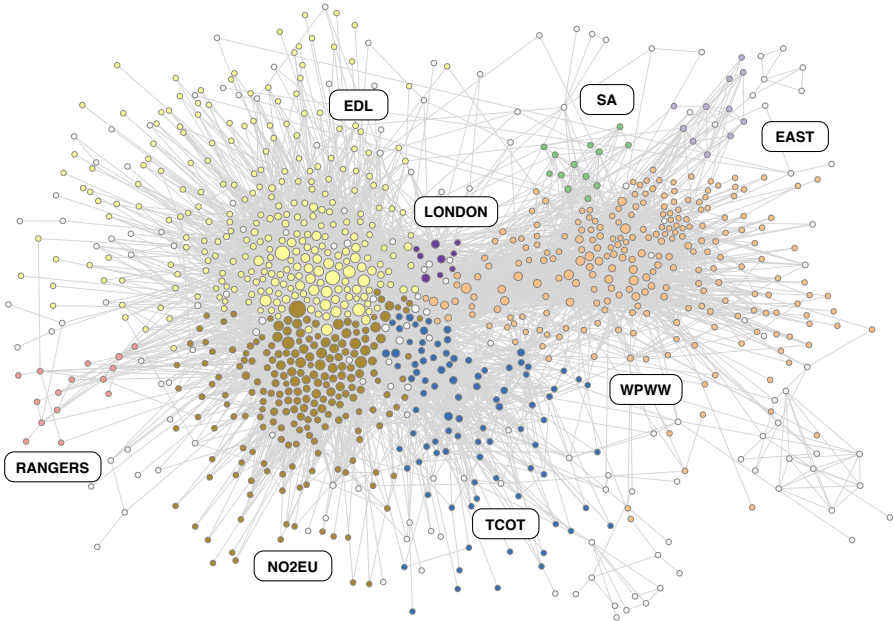 EDL
SA
EAST
LONDON
WPWW
RANGERS
TCOT
NO2EU